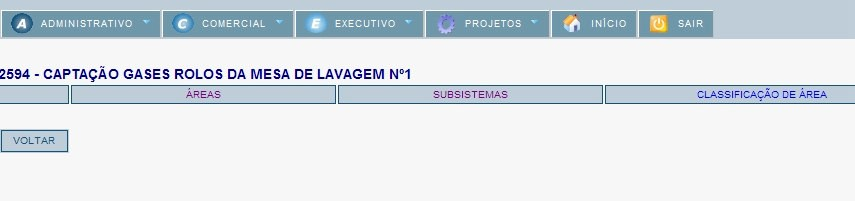 A ADMINISTRATIVO C COMERCIAL E EXECUTIVO PROJETOS INÍCIO SAIR
2594 - CAPTAÇÃO GASES ROLOS DA MESA DE LAVAGEM Nº1
ÁREAS SUBSISTEMAS CLASSIFICAÇÃO DE ÁREA
VOLTAR